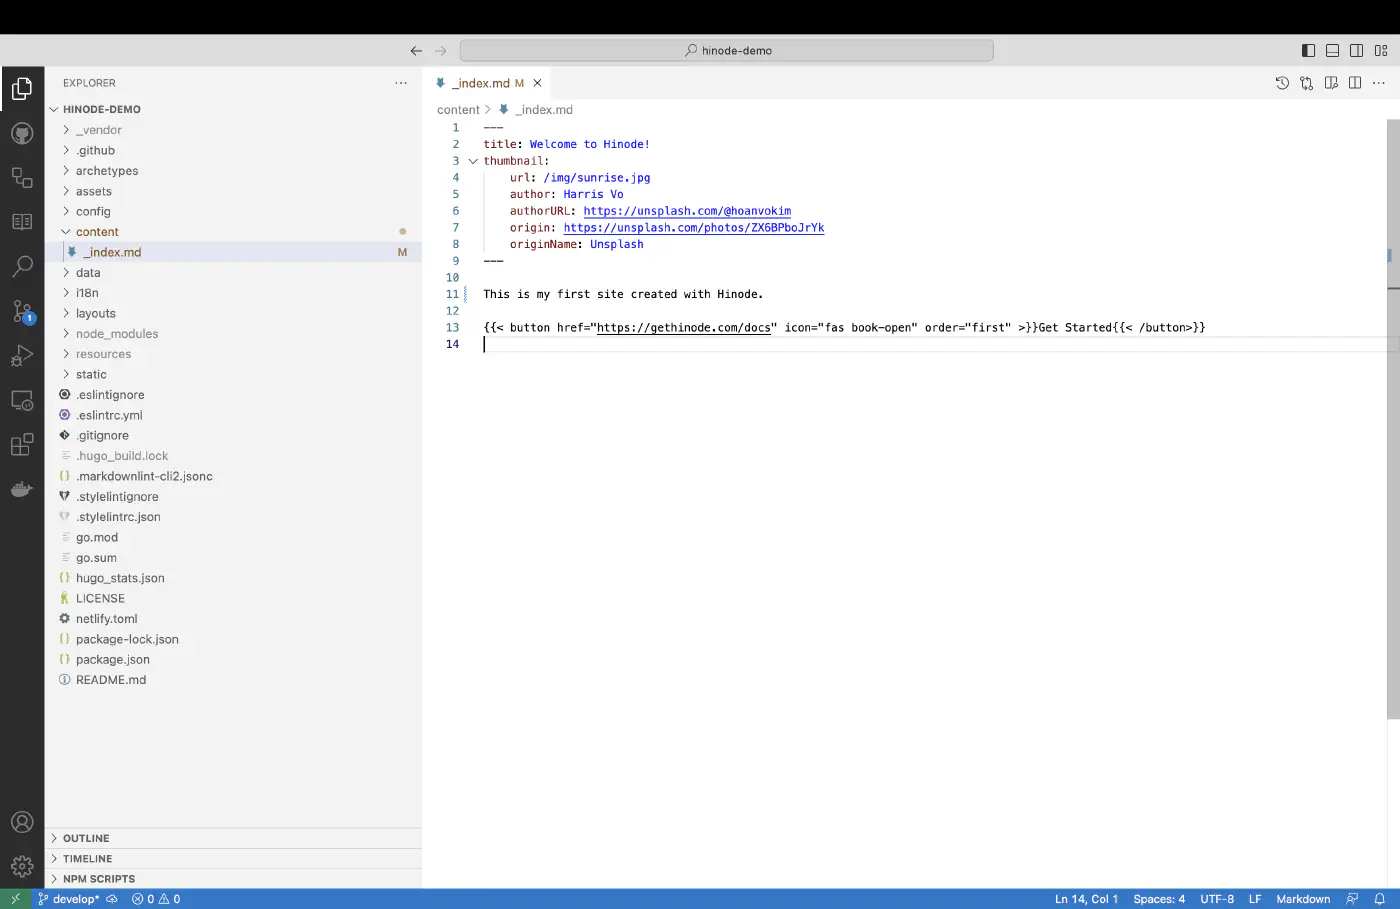 hinode-demo
EXPLORER
HINODE-DEMO
_vendor
.github
archetypes
assets
config
content
_index.md M
data
i18n
layouts
node_modules
resources
static
.eslintignore
.eslintrc.yml
.gitignore
.hugo_build.lock
.markdownlint-cli2.jsonc
.stylelintignore
.stylelintrc.json
go.mod
go.sum
hugo_stats.json
LICENSE
netlify.toml
package-lock.json
package.json
README.md
OUTLINE
TIMELINE
NPM SCRIPTS
1
_index.md M
content > _index.md
1 ---
2 title: Welcome to Hinode!
3 thumbnail:
4 url: /img/sunrise.jpg
5 author: Harris Vo
6 authorURL: https://unsplash.com/@hoanvokim
7 origin: https://unsplash.com/photos/ZX6BPboJrYk
8 originName: Unsplash
9 ---
10
11 This is my first site created with Hinode.
12
13 {{< button href="https://gethinode.com/docs" icon="fas book-open" order="first" >}}Get Started{{< /button>}}
14
develop* 0 0 Ln 14, Col 1 Spaces: 4 UTF-8 LF Markdown